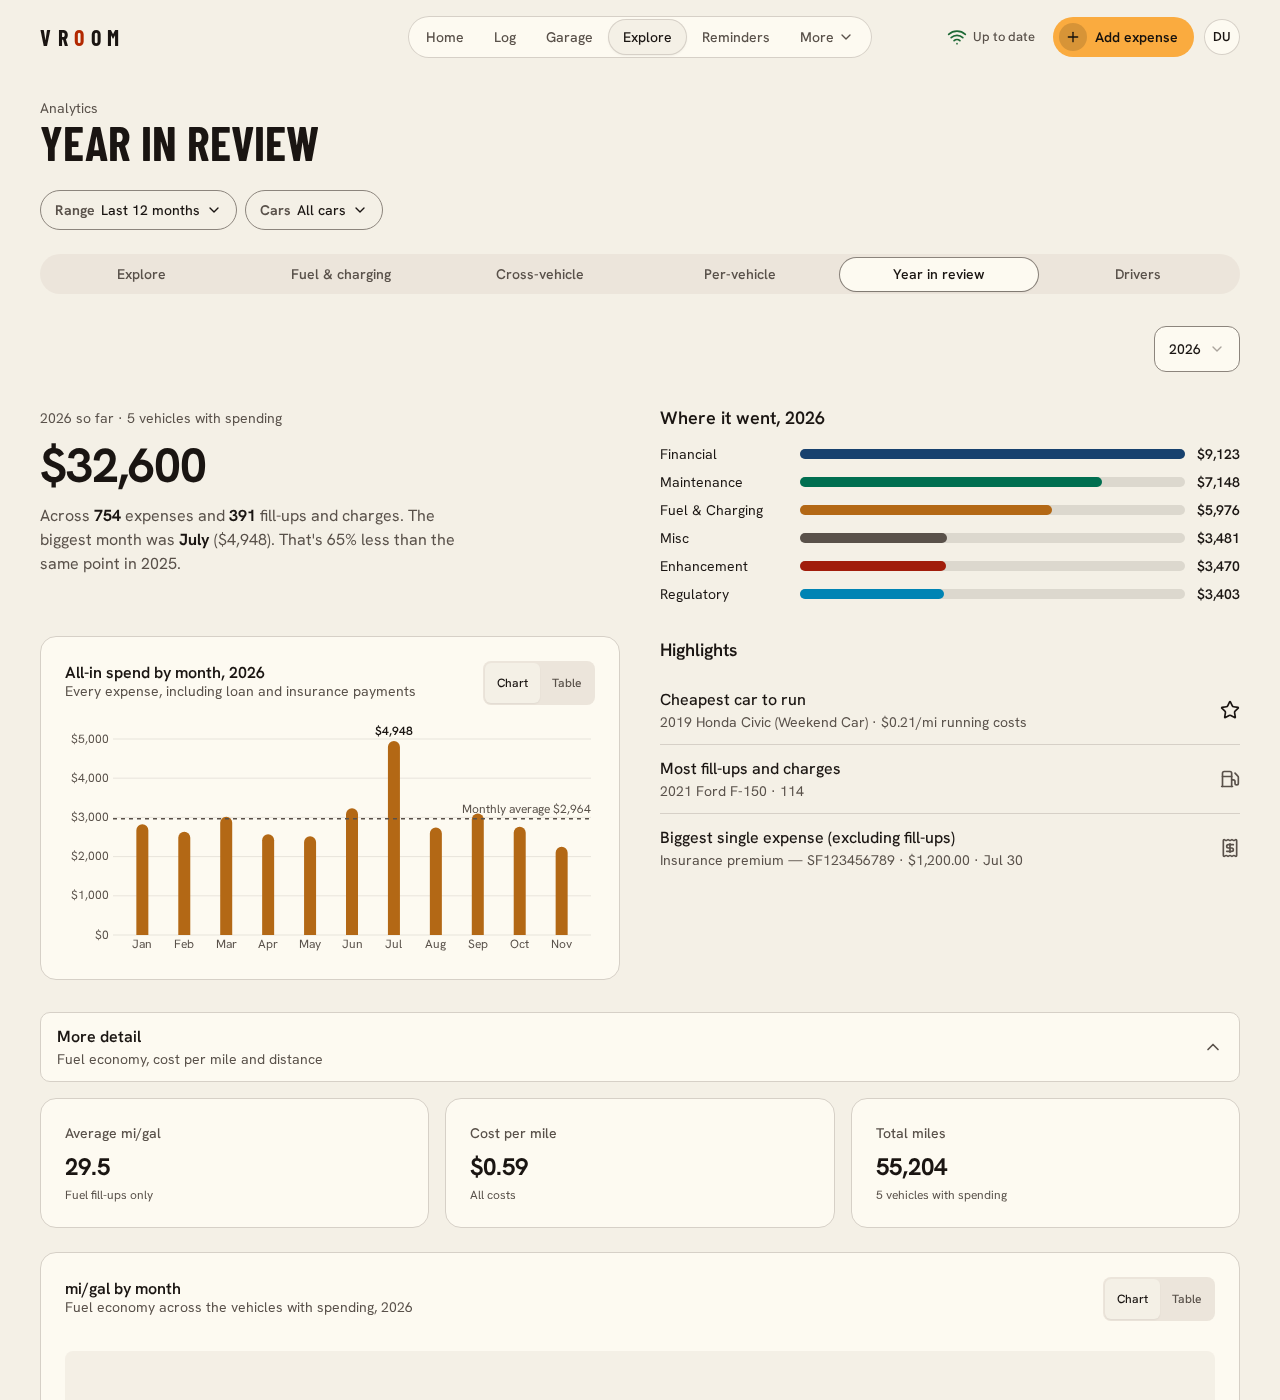 VROOM
Home
Log
Garage
Explore
Reminders
More
Up to date
Add expense
DU
Analytics
YEAR IN REVIEW
Range Last 12 months
Cars All cars
Explore
Fuel & charging
Cross-vehicle
Per-vehicle
Year in review
Drivers
2026
2026 so far · 5 vehicles with spending
$32,600
Across 754 expenses and 391 fill-ups and charges. The
biggest month was July ($4,948). That's 65% less than the
same point in 2025.
Where it went, 2026
Financial $9,123
Maintenance $7,148
Fuel & Charging $5,976
Misc $3,481
Enhancement $3,470
Regulatory $3,403
All-in spend by month, 2026
Every expense, including loan and insurance payments
Chart
Table
$4,948
$5,000
$4,000
Monthly average $2,964
$3,000
$2,000
$1,000
$0
Jan Feb Mar Apr May Jun Jul Aug Sep Oct Nov
Highlights
Cheapest car to run
2019 Honda Civic (Weekend Car) · $0.21/mi running costs
Most fill-ups and charges
2021 Ford F-150 · 114
Biggest single expense (excluding fill-ups)
Insurance premium — SF123456789 · $1,200.00 · Jul 30
More detail
Fuel economy, cost per mile and distance
Average mi/gal
29.5
Fuel fill-ups only
Cost per mile
$0.59
All costs
Total miles
55,204
5 vehicles with spending
mi/gal by month
Fuel economy across the vehicles with spending, 2026
Chart
Table